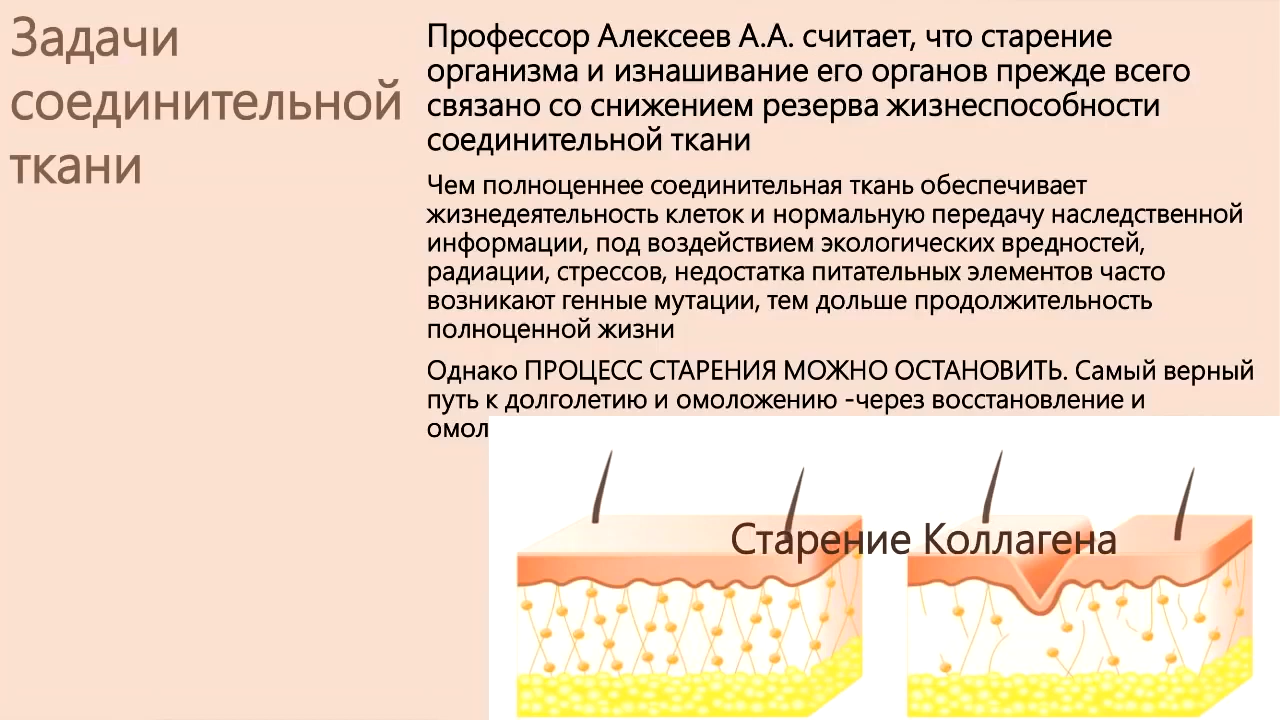 Задачи
соединительной
ткани
Профессор Алексеев А.А. считает, что старение
организма и изнашивание его органов прежде всего
связано со снижением резерва жизнеспособности
соединительной ткани
Чем полноценнее соединительная ткань обеспечивает
жизнедеятельность клеток и нормальную передачу наследственной
информации, под воздействием экологических вредностей,
радиации, стрессов, недостатка питательных элементов часто
возникают генные мутации, тем дольше продолжительность
полноценной жизни
Однако ПРОЦЕСС СТАРЕНИЯ МОЖНО ОСТАНОВИТЬ. Самый верный
путь к долголетию и омоложению -через восстановление и
Старение Коллагена